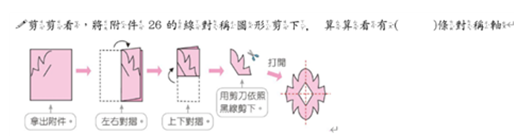 剪剪看，將附件 26 的線對稱圖形剪下． 算算看有( )條對稱軸
打開
拿出附件。
左右對摺。
上下對摺。
用剪刀依照
黑線剪下。